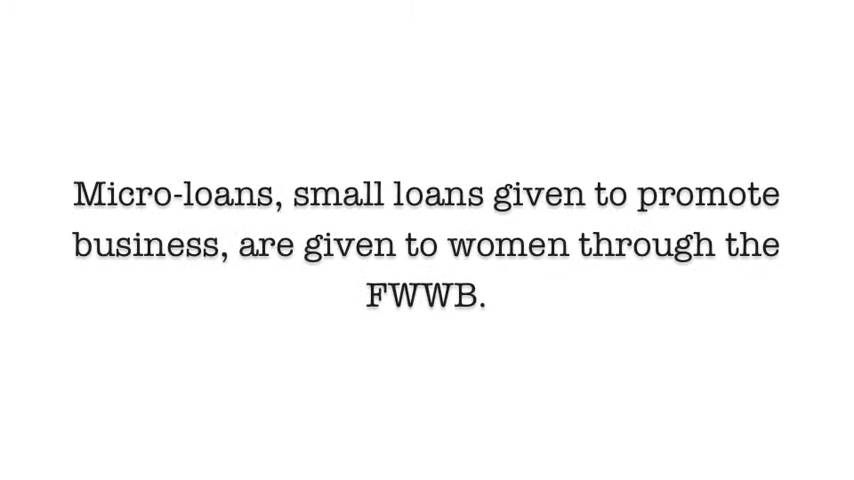 Micro-loans, small loans given to promote
business, are given to women through the
FWWB.